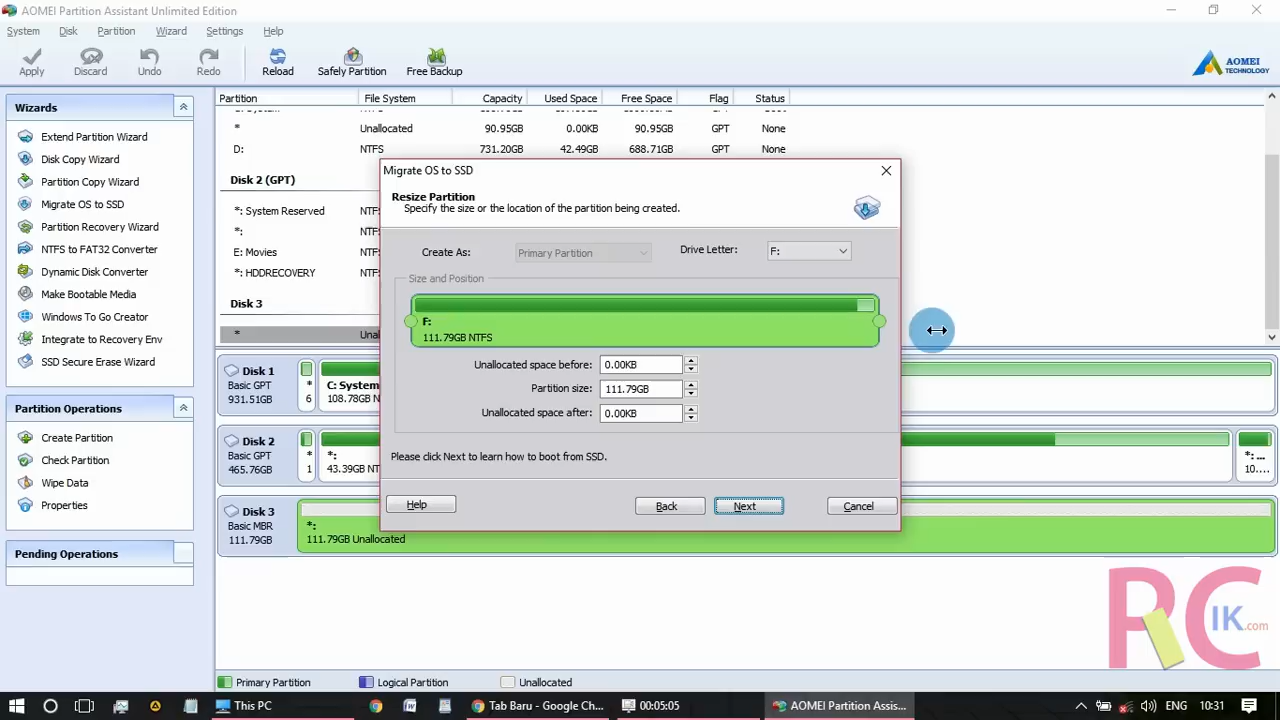 AOMEI Partition Assistant Unlimited Edition
System Disk Partition Wizard Settings Help
Apply Discard Undo Redo Reload Safely Partition Free Backup
AOMEI
TECHNOLOGY
Wizards
Extend Partition Wizard
Disk Copy Wizard
Partition Copy Wizard
Migrate OS to SSD
Partition Recovery Wizard
NTFS to FAT32 Converter
Dynamic Disk Converter
Make Bootable Media
Windows To Go Creator
Integrate to Recovery Env
SSD Secure Erase Wizard
Partition Operations
Create Partition
Check Partition
Wipe Data
Properties
Pending Operations
Partition File System Capacity Used Space Free Space Flag Status
* Unallocated 90.95GB 0.00KB 90.95GB GPT None
D: NTFS 731.20GB 42.49GB 688.71GB GPT None
Disk 2 (GPT)
*: System Reserved NTF
*: NTF
E: Movies NTF
*: HDDRECOVERY NTF
Disk 3
* Una
Migrate OS to SSD
Resize Partition
Specify the size or the location of the partition being created.
Create As: Primary Partition Drive Letter: F:
Size and Position
F:
111.79GB NTFS
Unallocated space before: 0.00KB
Partition size: 111.79GB
Unallocated space after: 0.00KB
Please click Next to learn how to boot from SSD.
Help Back Next Cancel
Disk 1
Basic GPT
931.51GB
*
6
C: System
108.78GB NT
Disk 2
Basic GPT
465.76GB
*
1
*:
43.39GB NT
*: ...
10....
Disk 3
Basic MBR
111.79GB
*:
111.79GB Unallocated
PCIK.com
Primary Partition Logical Partition Unallocated
This PC Tab Baru - Google Ch... 00:05:05 AOMEI Partition Assis... ENG 10:31